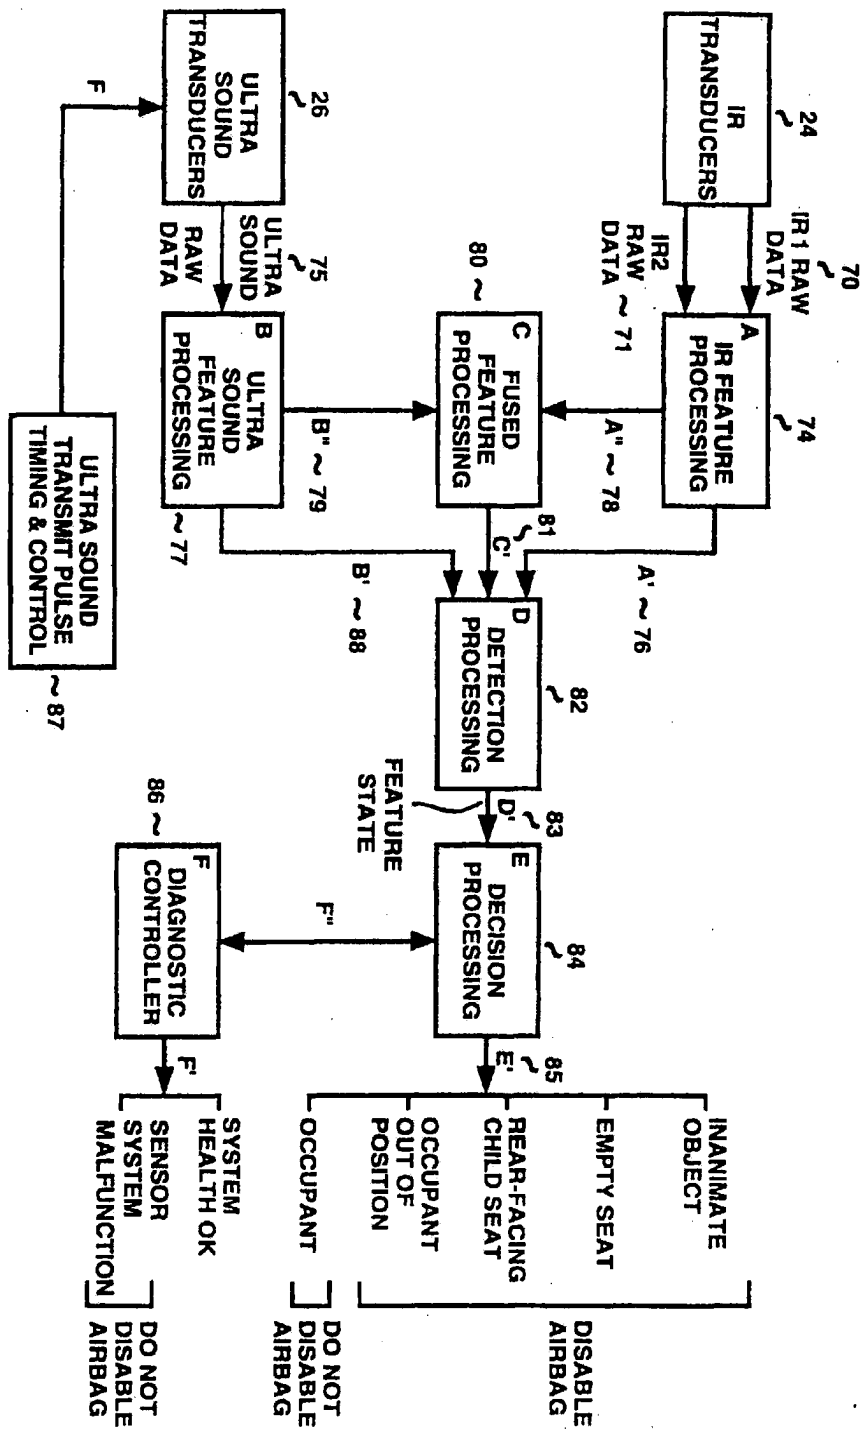 IR
TRANSDUCERS
24
IR1 RAW
DATA
70
IR2
RAW
DATA
71
A
IR FEATURE
PROCESSING
74
A'
76
A"
78
80
C
FUSED
FEATURE
PROCESSING
81
C'
ULTRA
SOUND
TRANSDUCERS
26
F
ULTRA
SOUND
RAW
DATA
75
B
ULTRA
SOUND
FEATURE
PROCESSING
77
B"
79
B'
88
ULTRA SOUND
TRANSMIT PULSE
TIMING & CONTROL
87
D
DETECTION
PROCESSING
82
D'
83
FEATURE
STATE
E
DECISION
PROCESSING
84
E'
85
F"
86
F
DIAGNOSTIC
CONTROLLER
F'
INANIMATE
OBJECT
EMPTY SEAT
REAR-FACING
CHILD SEAT
OCCUPANT
OUT OF
POSITION
DISABLE
AIRBAG
OCCUPANT
DO NOT
DISABLE
AIRBAG
SYSTEM
HEALTH OK
SENSOR
SYSTEM
MALFUNCTION
DO NOT
DISABLE
AIRBAG